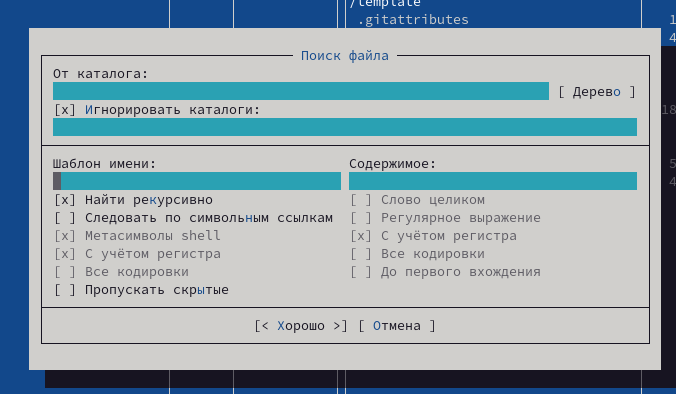 /template
.gitattributes 1
4
Поиск файла
От каталога:
[ Дерево ]
[x] Игнорировать каталоги:
18
Шаблон имени: Содержимое:
5
4
[x] Найти рекурсивно [ ] Слово целиком
[ ] Следовать по символьным ссылкам [ ] Регулярное выражение
[x] Метасимволы shell [x] С учётом регистра
[x] С учётом регистра [ ] Все кодировки
[ ] Все кодировки [ ] До первого вхождения
[ ] Пропускать скрытые
[< Хорошо >] [ Отмена ]